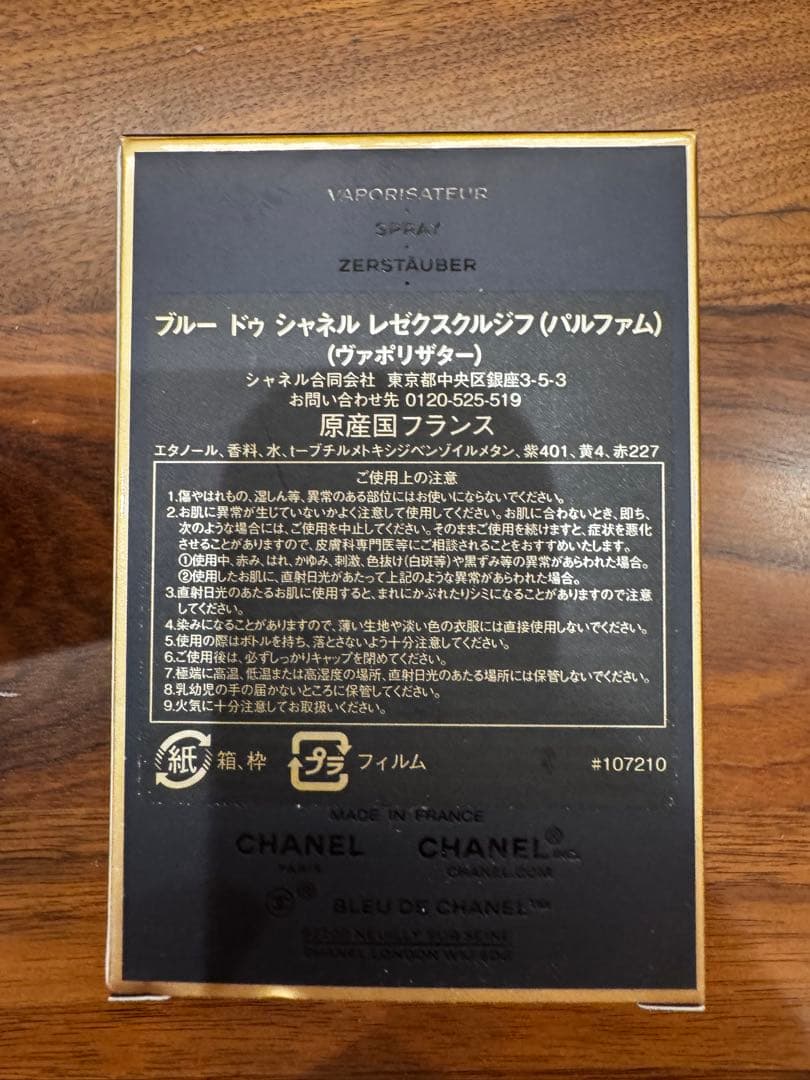 VAPORISATEUR
SPRAY
ZERSTÄUBER
ブルー ドゥ シャネル レゼクスクルジフ(パルファム)
(ヴァポリザター)
シャネル合同会社 東京都中央区銀座3-5-3
お問い合わせ先 0120-525-519
原産国フランス
エタノール、香料、水、t-ブチルメトキシジベンゾイルメタン、紫401、黄4、赤227
ご使用上の注意
1.傷やはれもの、湿しん等、異常のある部位にはお使いにならないでください。
2.お肌に異常が生じていないかよく注意して使用してください。お肌に合わないとき、即ち、
次のような場合には、ご使用を中止してください。そのままご使用を続けますと、症状を悪化
させることがありますので、皮膚科専門医等にご相談されることをおすすめいたします。
①使用中、赤み、はれ、かゆみ、刺激、色抜け(白斑等)や黒ずみ等の異常があらわれた場合。
②使用したお肌に、直射日光があたって上記のような異常があらわれた場合。
3.直射日光のあたるお肌に使用すると、まれにかぶれたりシミになることがありますので注意
してください。
4.染みになることがありますので、薄い生地や淡い色の衣服には直接使用しないでください。
5.使用の際はボトルを持ち、落とさないよう十分注意してください。
6.ご使用後は、必ずしっかりキャップを閉めてください。
7.極端に高温、低温または高湿度の場所、直射日光のあたる場所には保管しないでください。
8.乳幼児の手の届かないところに保管してください。
9.火気に十分注意してお取扱いください。
紙 箱、枠 プラ フィルム #107210
MADE IN FRANCE
CHANEL CHANEL® INC.
PARIS CHANEL.COM
BLEU DE CHANEL™
92200 NEUILLY SUR SEINE
CHANEL LONDON W1J 6DG